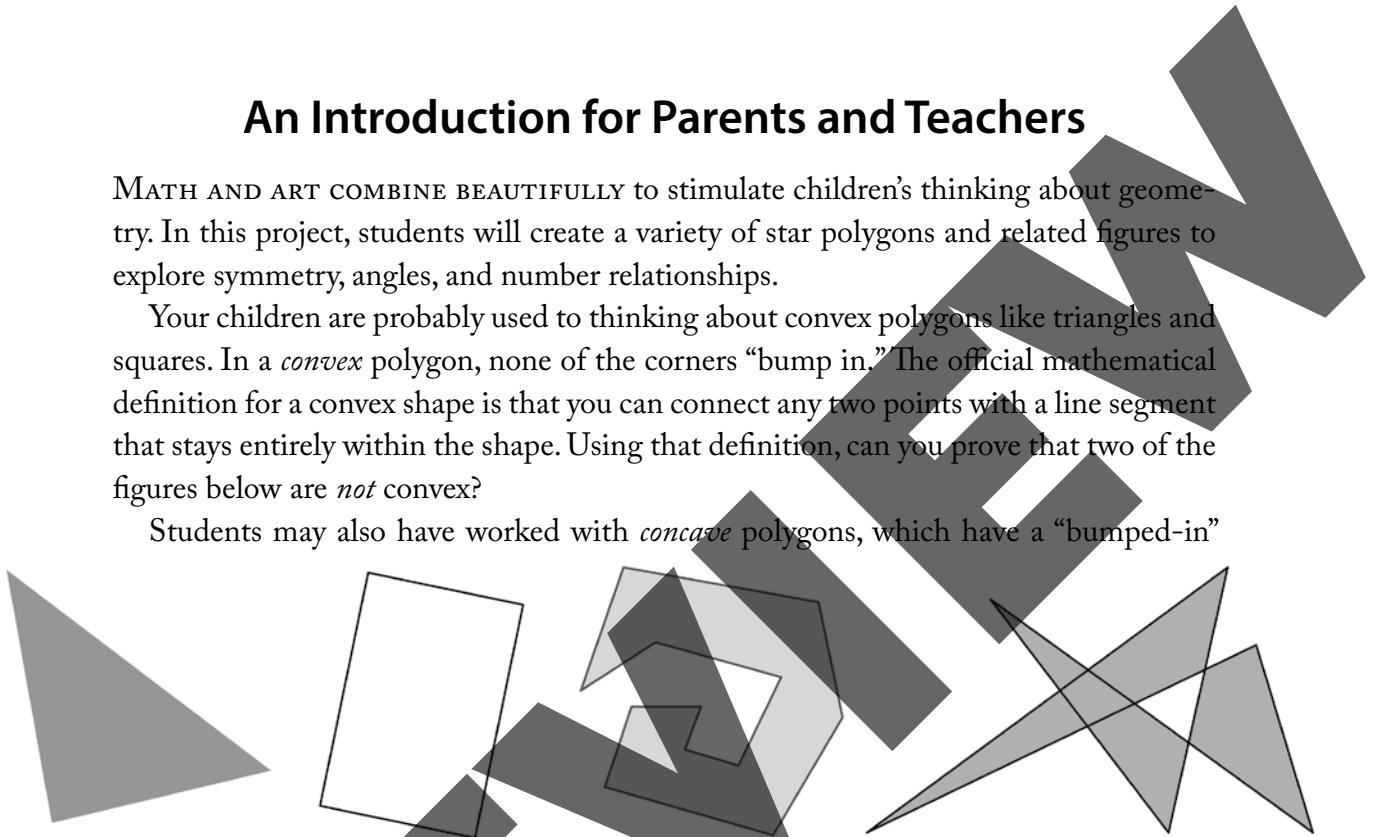 An Introduction for Parents and Teachers
MATH AND ART COMBINE BEAUTIFULLY to stimulate children’s thinking about geome-
try. In this project, students will create a variety of star polygons and related figures to
explore symmetry, angles, and number relationships.
Your children are probably used to thinking about convex polygons like triangles and
squares. In a convex polygon, none of the corners “bump in.” The official mathematical
definition for a convex shape is that you can connect any two points with a line segment
that stays entirely within the shape. Using that definition, can you prove that two of the
figures below are not convex?
Students may also have worked with concave polygons, which have a “bumped-in”
VIEW